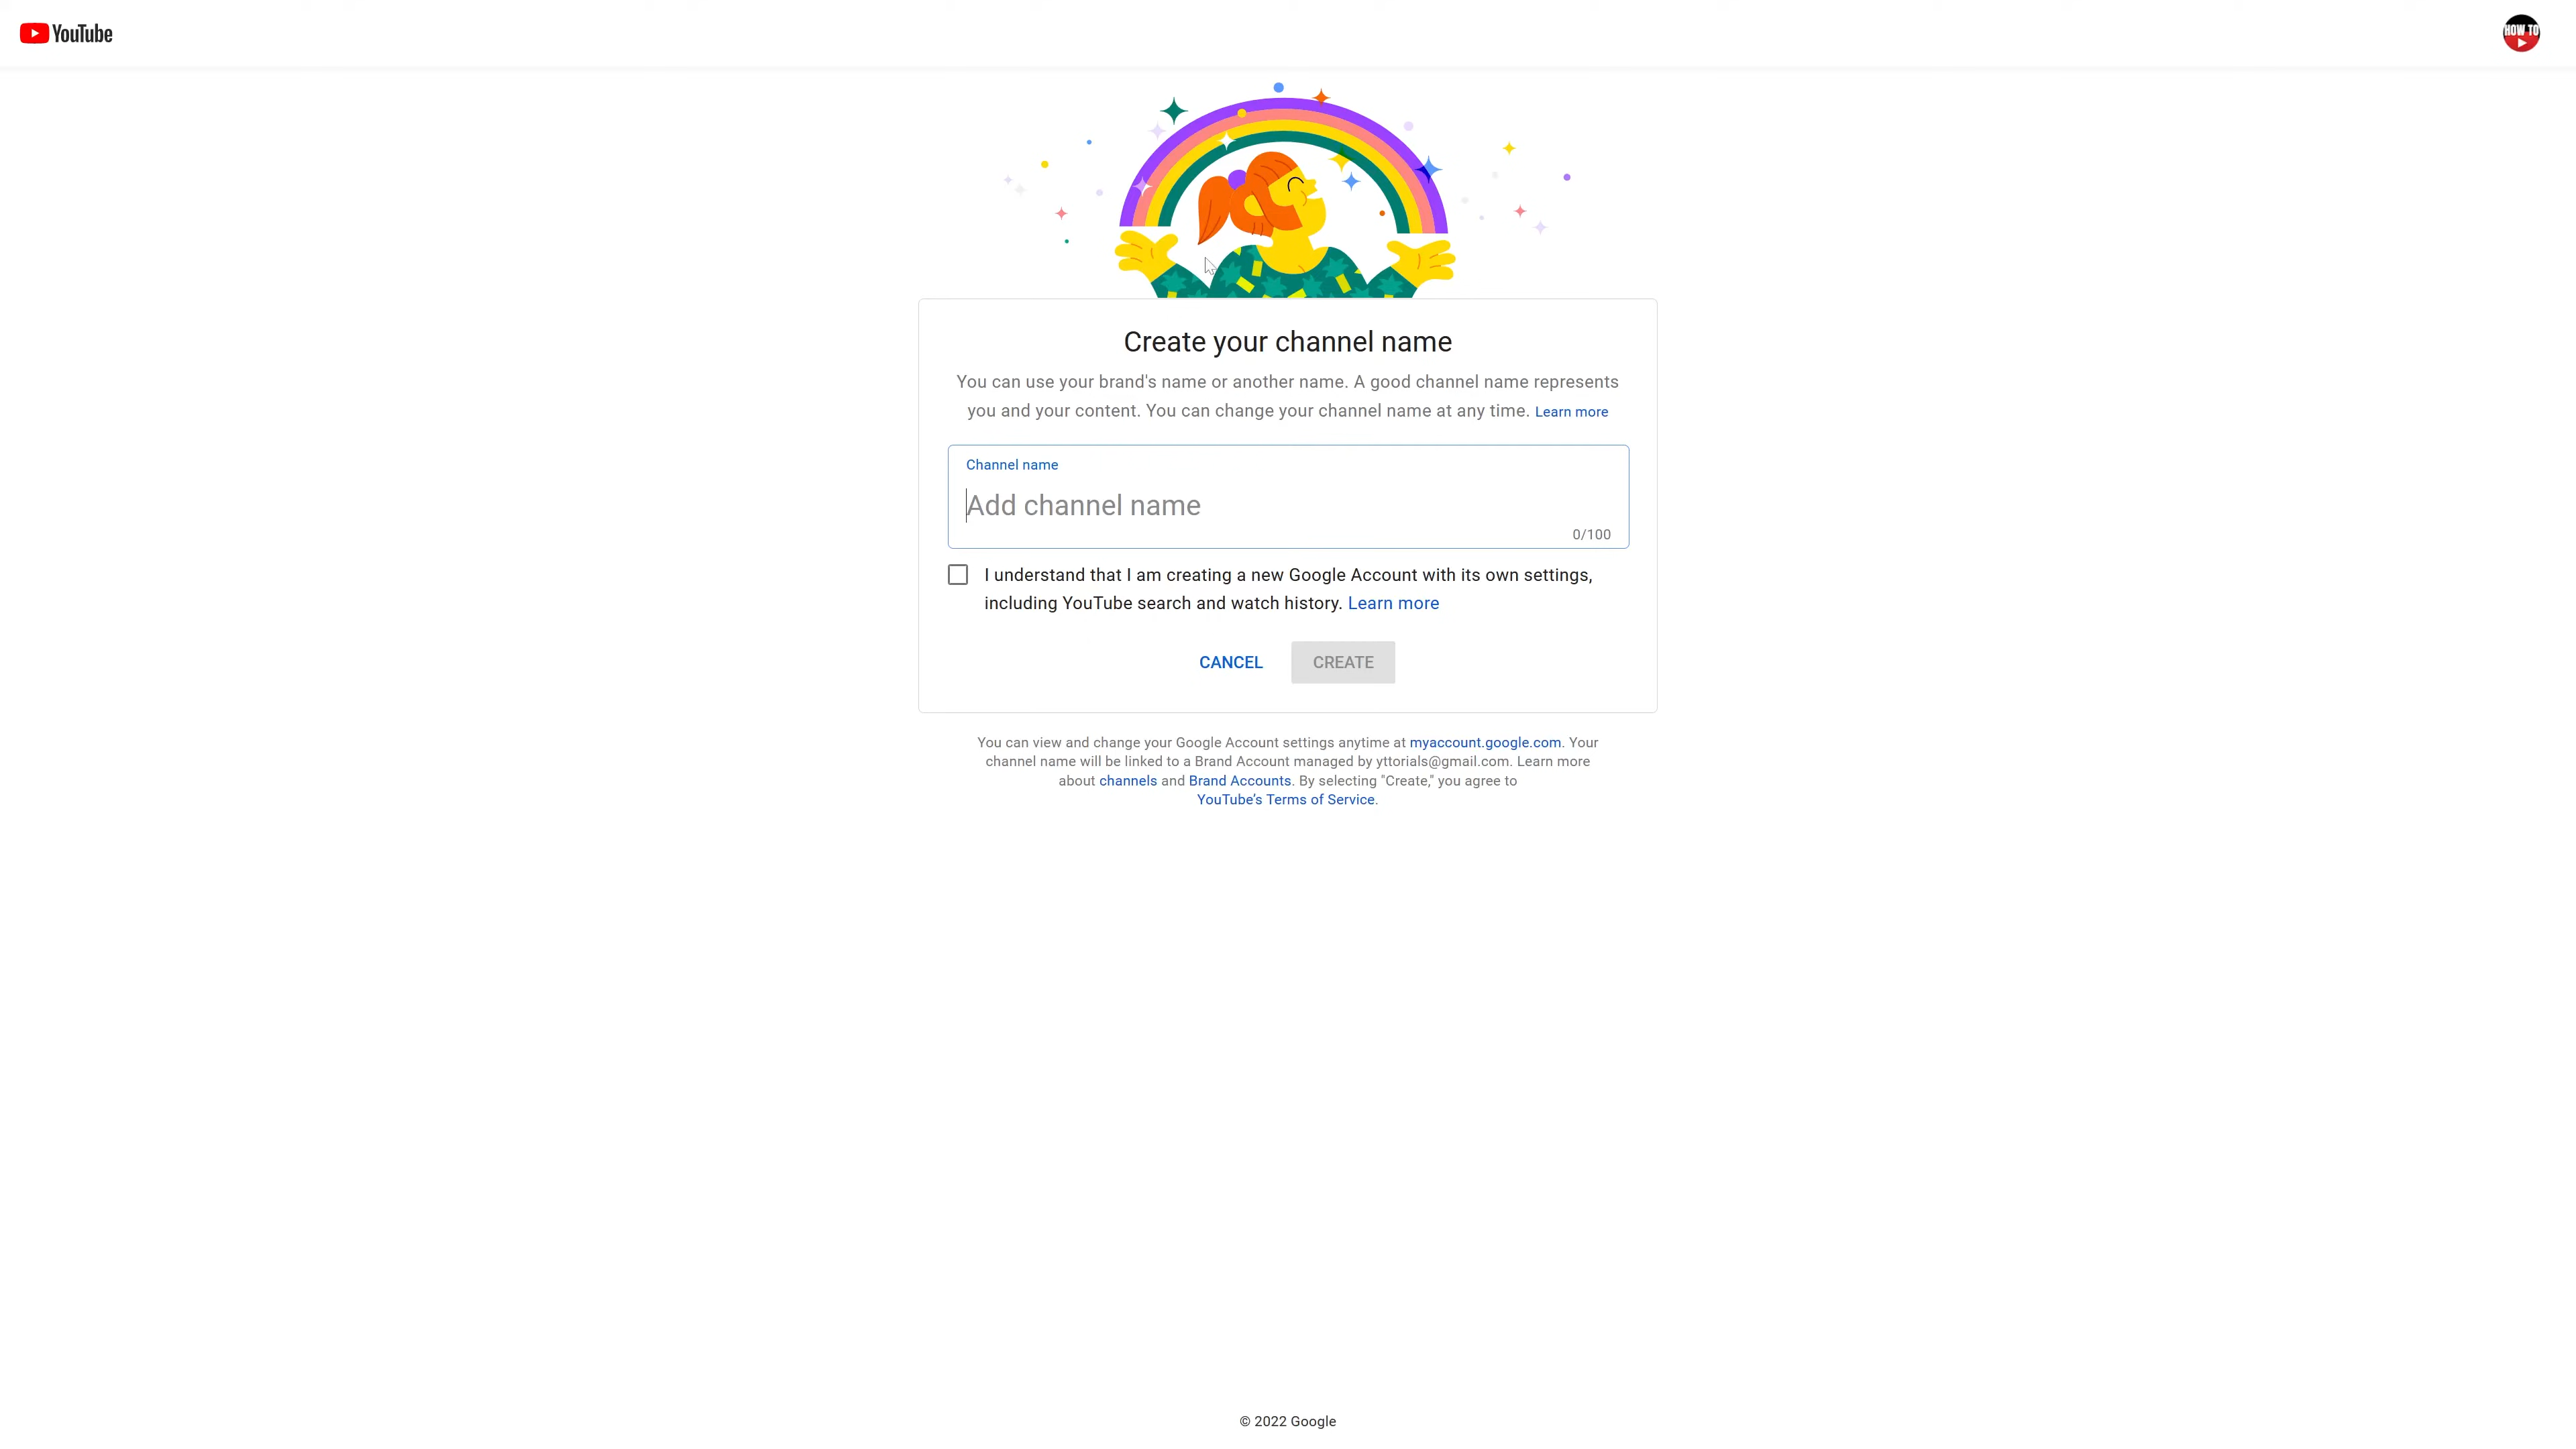 YouTube
HOW TO
Create your channel name
You can use your brand's name or another name. A good channel name represents
you and your content. You can change your channel name at any time. Learn more
Channel name
Add channel name
0/100
I understand that I am creating a new Google Account with its own settings,
including YouTube search and watch history. Learn more
CANCEL
CREATE
You can view and change your Google Account settings anytime at myaccount.google.com. Your
channel name will be linked to a Brand Account managed by yttorials@gmail.com. Learn more
about channels and Brand Accounts. By selecting "Create," you agree to
YouTube's Terms of Service.
© 2022 Google